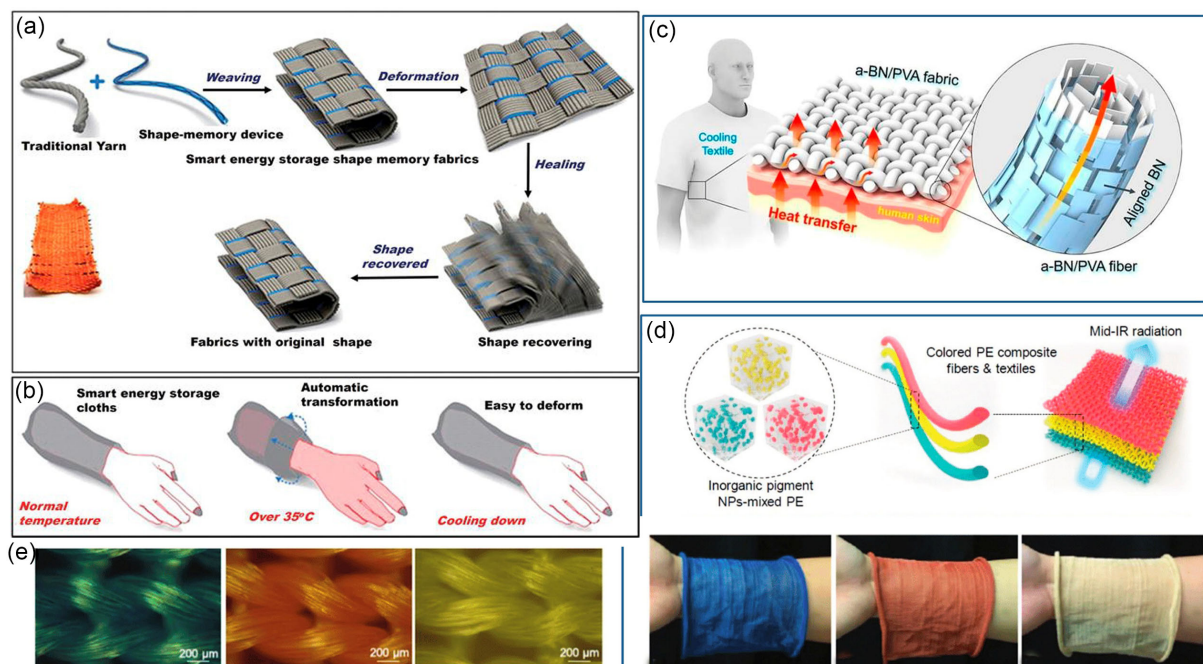 (a)
Traditional Yarn
+
Shape-memory device
Weaving
Smart energy storage shape memory fabrics
Deformation
Healing
Shape recovering
Shape
recovered
Fabrics with original shape
(b)
Smart energy storage
cloths
Normal
temperature
Automatic
transformation
Over 35°C
Easy to deform
Cooling down
(c)
Cooling
Textile
a-BN/PVA fabric
Heat transfer
human skin
Aligned BN
a-BN/PVA fiber
(d)
Inorganic pigment
NPs-mixed PE
Colored PE composite
fibers & textiles
Mid-IR radiation
(e)
200 µm
200 µm
200 µm